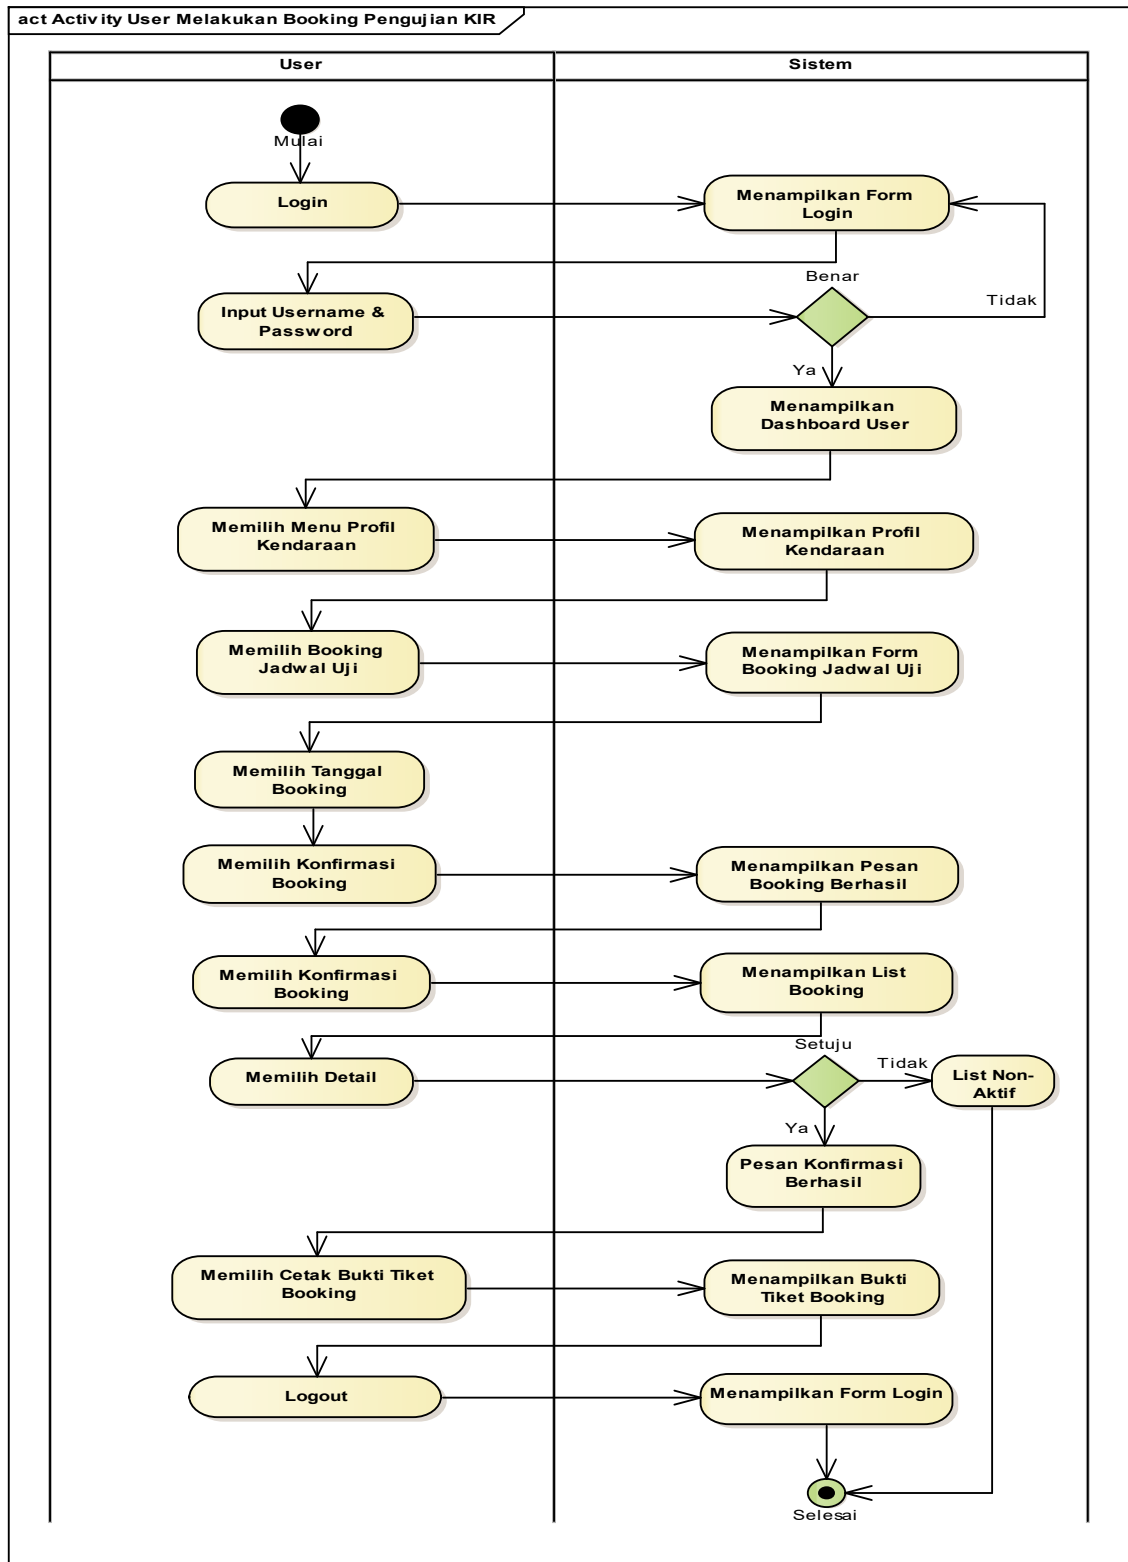 act Activity User Melakukan Booking Pengujian KIR
User
Sistem
Mulai
Login
Menampilkan Form
Login
Benar
Tidak
Input Username &
Password
Ya
Menampilkan
Dashboard User
Memilih Menu Profil
Kendaraan
Menampilkan Profil
Kendaraan
Memilih Booking
Jadwal Uji
Menampilkan Form
Booking Jadwal Uji
Memilih Tanggal
Booking
Memilih Konfirmasi
Booking
Menampilkan Pesan
Booking Berhasil
Memilih Konfirmasi
Booking
Menampilkan List
Booking
Setuju
Tidak
Memilih Detail
List Non-
Aktif
Ya
Pesan Konfirmasi
Berhasil
Memilih Cetak Bukti Tiket
Booking
Menampilkan Bukti
Tiket Booking
Logout
Menampilkan Form Login
Selesai